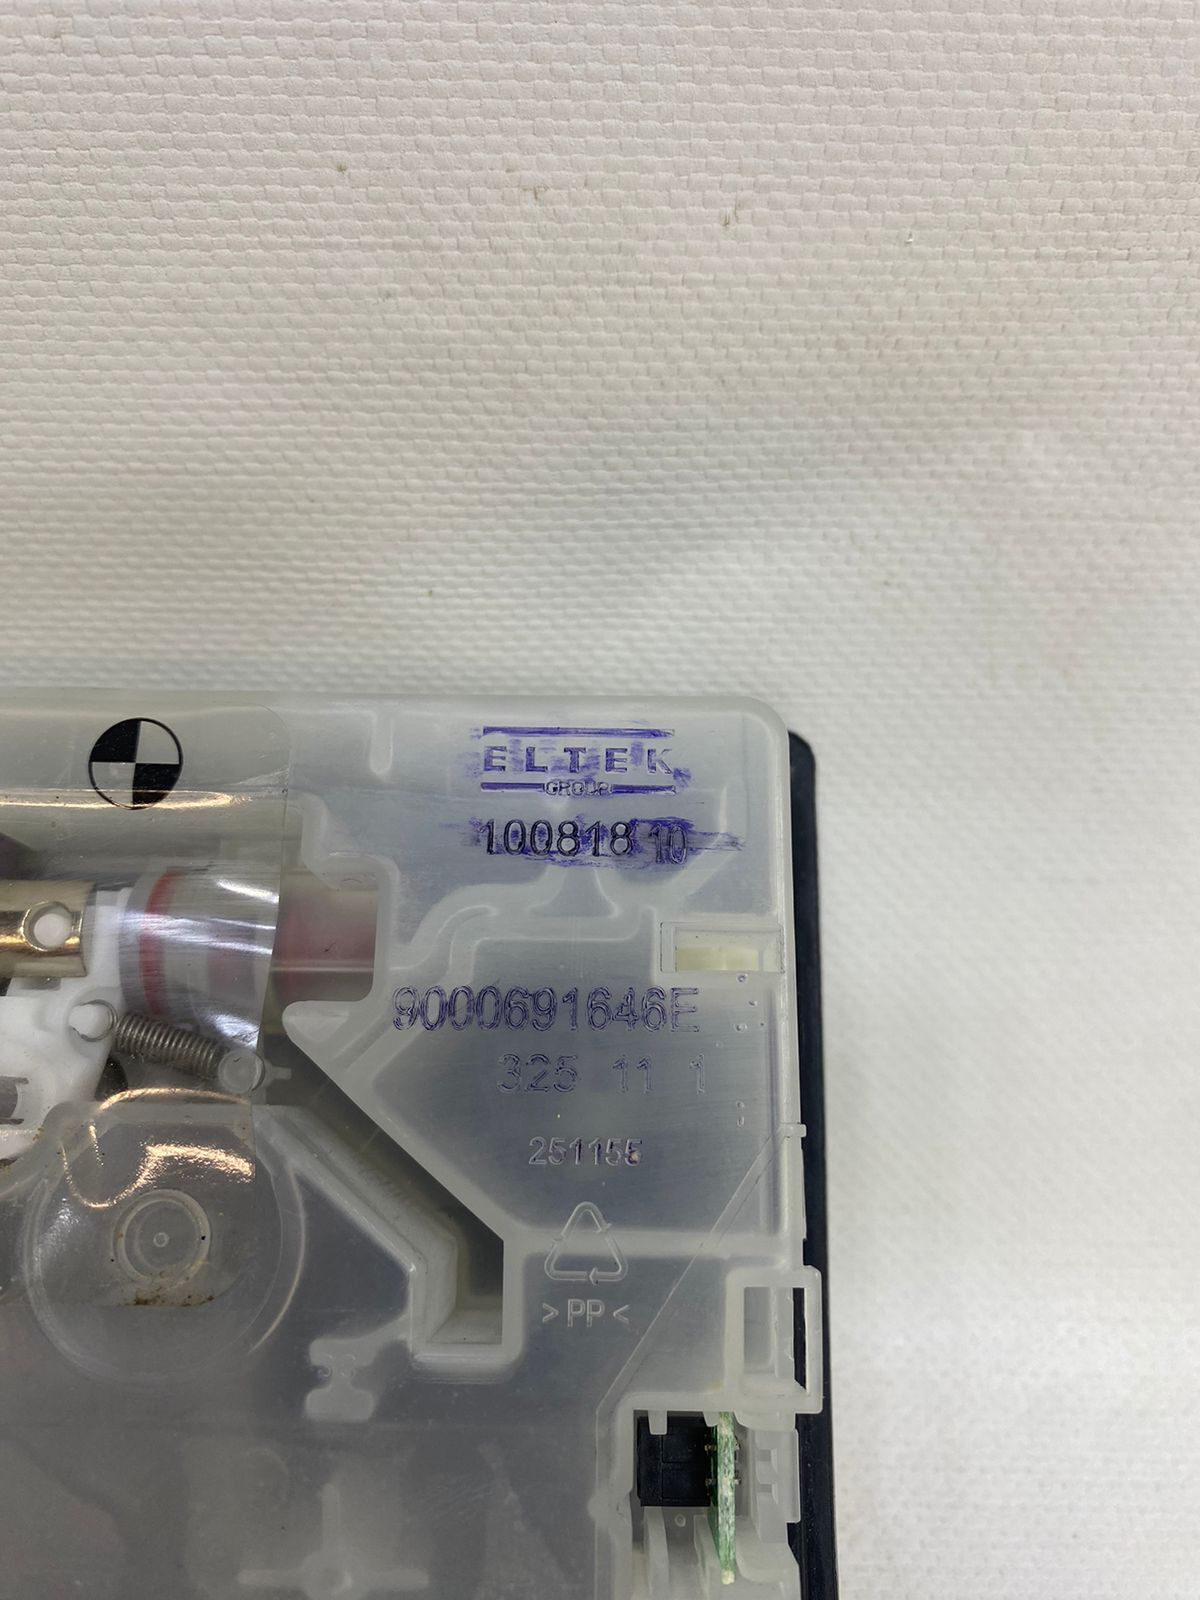 ELTEK
GROUP
100818 10
9000691646E
325 11 1
251155
>PP<